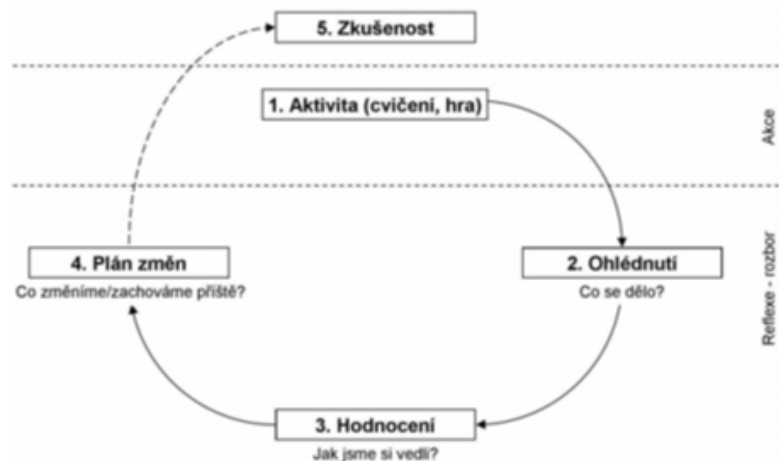 5. Zkušenost
1. Aktivita (cvičení, hra)
Akce
4. Plán změn
Co změníme/zachováme příště?
2. Ohlédnutí
Co se dělo?
Reflexe - rozbor
3. Hodnocení
Jak jsme si vedli?